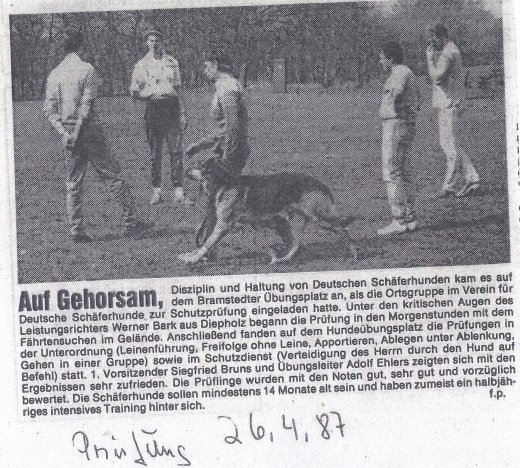 Auf Gehorsam, Disziplin und Haltung von Deutschen Schäferhunden kam es auf
dem Bramstedter Übungsplatz an, als die Ortsgruppe im Verein für
Deutsche Schäferhunde zur Schutzprüfung eingeladen hatte. Unter den kritischen Augen des
Leistungsrichters Werner Bark aus Diepholz begann die Prüfung in den Morgenstunden mit dem
Fährtensuchen im Gelände. Anschließend fanden auf dem Hundeübungsplatz die Prüfungen in
der Unterordnung (Leinenführung, Freifolge ohne Leine, Apportieren, Ablegen unter Ablenkung,
Gehen in einer Gruppe) sowie im Schutzdienst (Verteidigung des Herrn durch den Hund auf
Befehl) statt. 1. Vorsitzender Siegfried Bruns und Übungsleiter Adolf Ehlers zeigten sich mit den
Ergebnissen sehr zufrieden. Die Prüflinge wurden mit den Noten gut, sehr gut und vorzüglich
bewertet. Die Schäferhunde sollen mindestens 14 Monate alt sein und haben zumeist ein halbjäh-
riges intensives Training hinter sich. f.p.
Prüfung 26.4.87